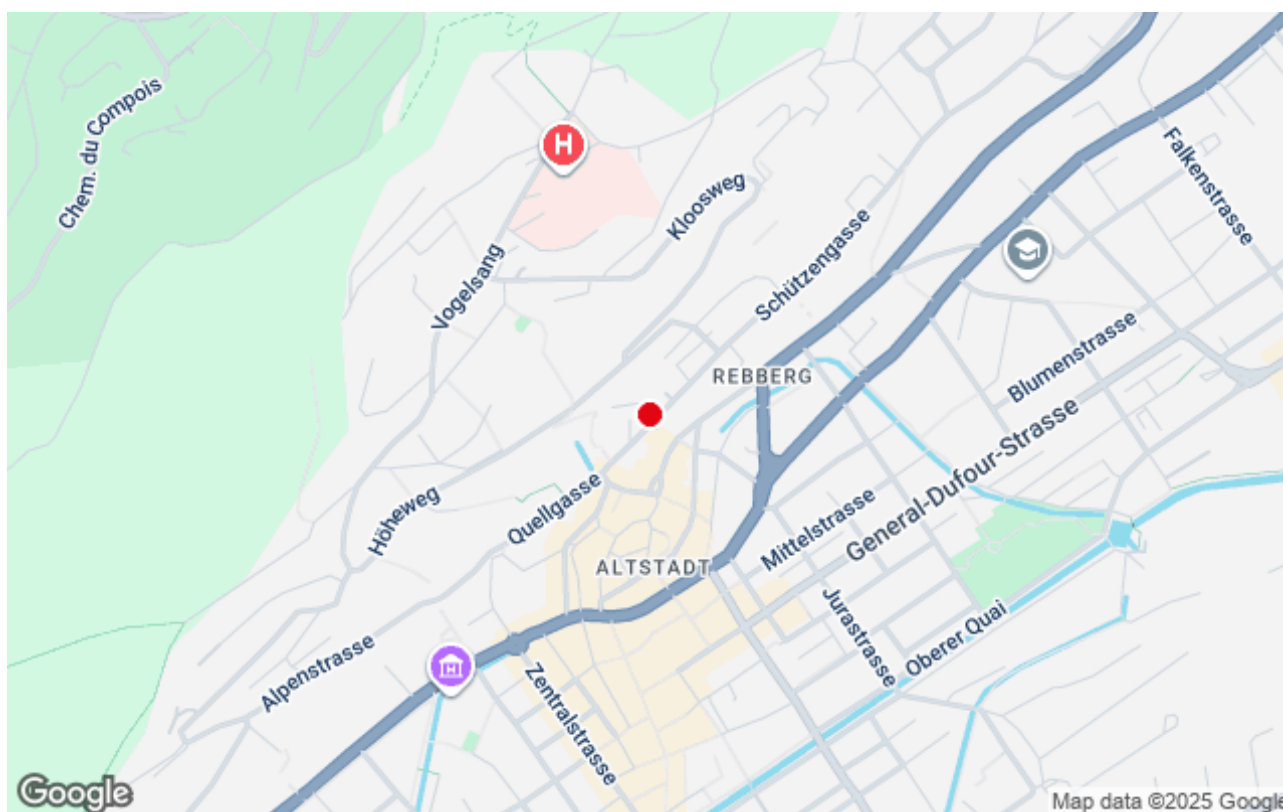 Chem. du Compois
H
Kloosweg
Falkenstrasse
Vogelsang
Schützengasse
REBBERG
Blumenstrasse
General-Dufour-Strasse
Höheweg
Quellgasse
Mittelstrasse
ALTSTADT
Jurastrasse
Oberer Quai
Alpenstrasse
Zentralstrasse
Google
Map data ©2025 Google